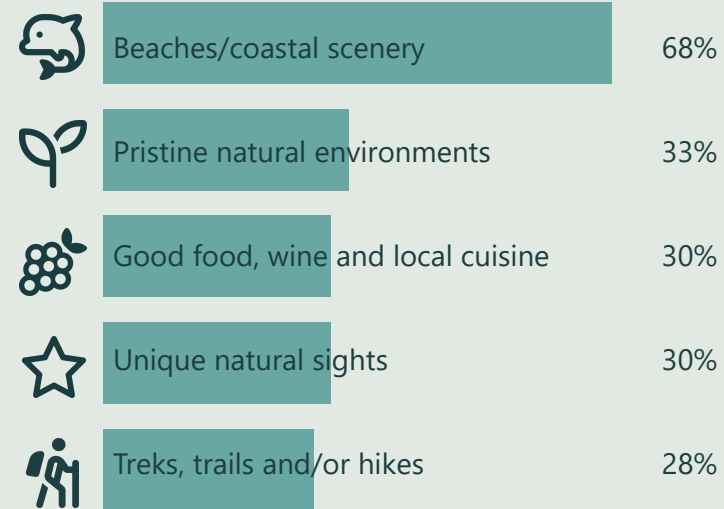 Beaches/coastal scenery 68%
Pristine natural environments 33%
Good food, wine and local cuisine 30%
Unique natural sights 30%
Treks, trails and/or hikes 28%